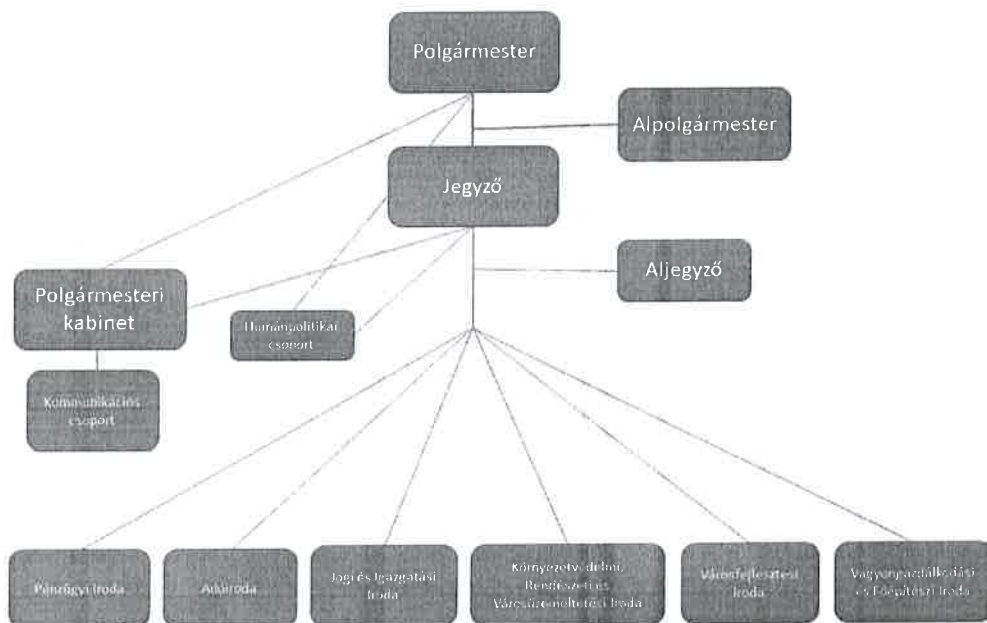 Polgármester
Alpolgármester
Jegyző
Aljegyző
Polgármesteri
kabinet
Humánpolitikai
csoport
Kommunikációs
csoport
Pénzügyi Iroda
Adóiroda
Jogi és Igazgatási
Iroda
Környezetvédelmi,
Rendészeti és
Városüzemeltetési Iroda
Városfejlesztési
Iroda
Vagyongazdálkodási
és Főépítészi Iroda